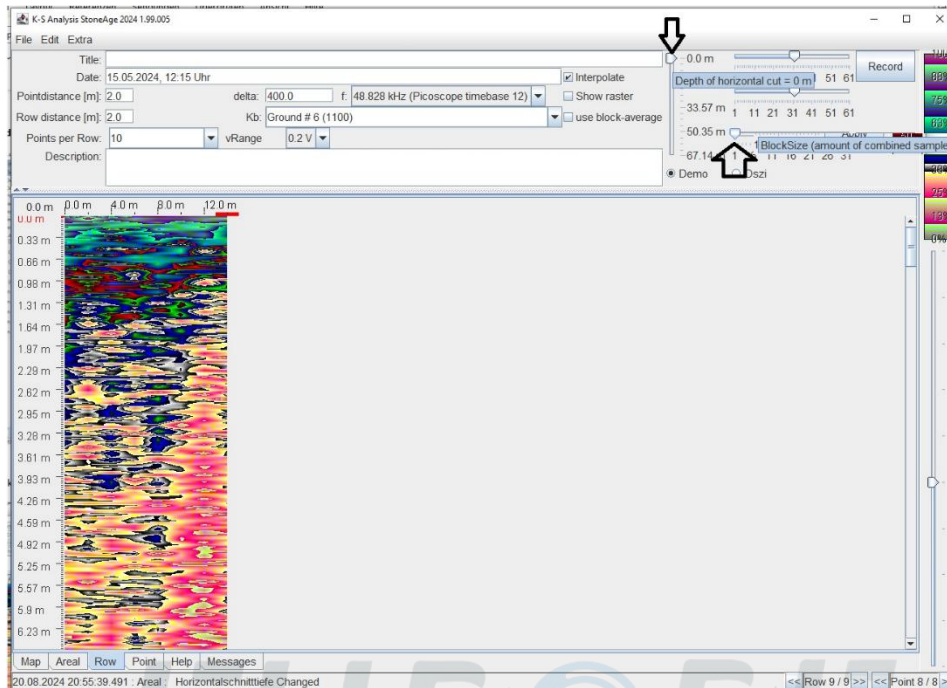 K-S Analysis StoneAge 2024 1.99.005
File Edit Extra
Title:
Date: 15.05.2024, 12:15 Uhr
Interpolate
Pointdistance [m]: 2.0
delta: 400.0
f: 48.828 kHz (Picoscope timebase 12)
Show raster
Row distance [m]: 2.0
Kb: Ground # 6 (1100)
use block-average
Points per Row: 10
vRange 0.2 V
Description:
0.0 m
Depth of horizontal cut = 0 m
51 61
Record
33.57 m
1 11 21 31 41 51 61
50.35 m
BlockSize (amount of combined sample
67.14 m
1 11 16 21 26 31
Demo
Oszi
0.0 m 0.0 m 4.0 m 8.0 m 12.0 m
0.0 m
0.33 m
0.66 m
0.98 m
1.31 m
1.64 m
1.97 m
2.29 m
2.62 m
2.95 m
3.28 m
3.61 m
3.93 m
4.26 m
4.59 m
4.92 m
5.25 m
5.57 m
5.9 m
6.23 m
25%
0%
Map Areal Row Point Help Messages
20.08.2024 20:55:39.491 : Areal : Horizontalschnitttiefe Changed
<< Row 9 / 9 >> << Point 8 / 8 >